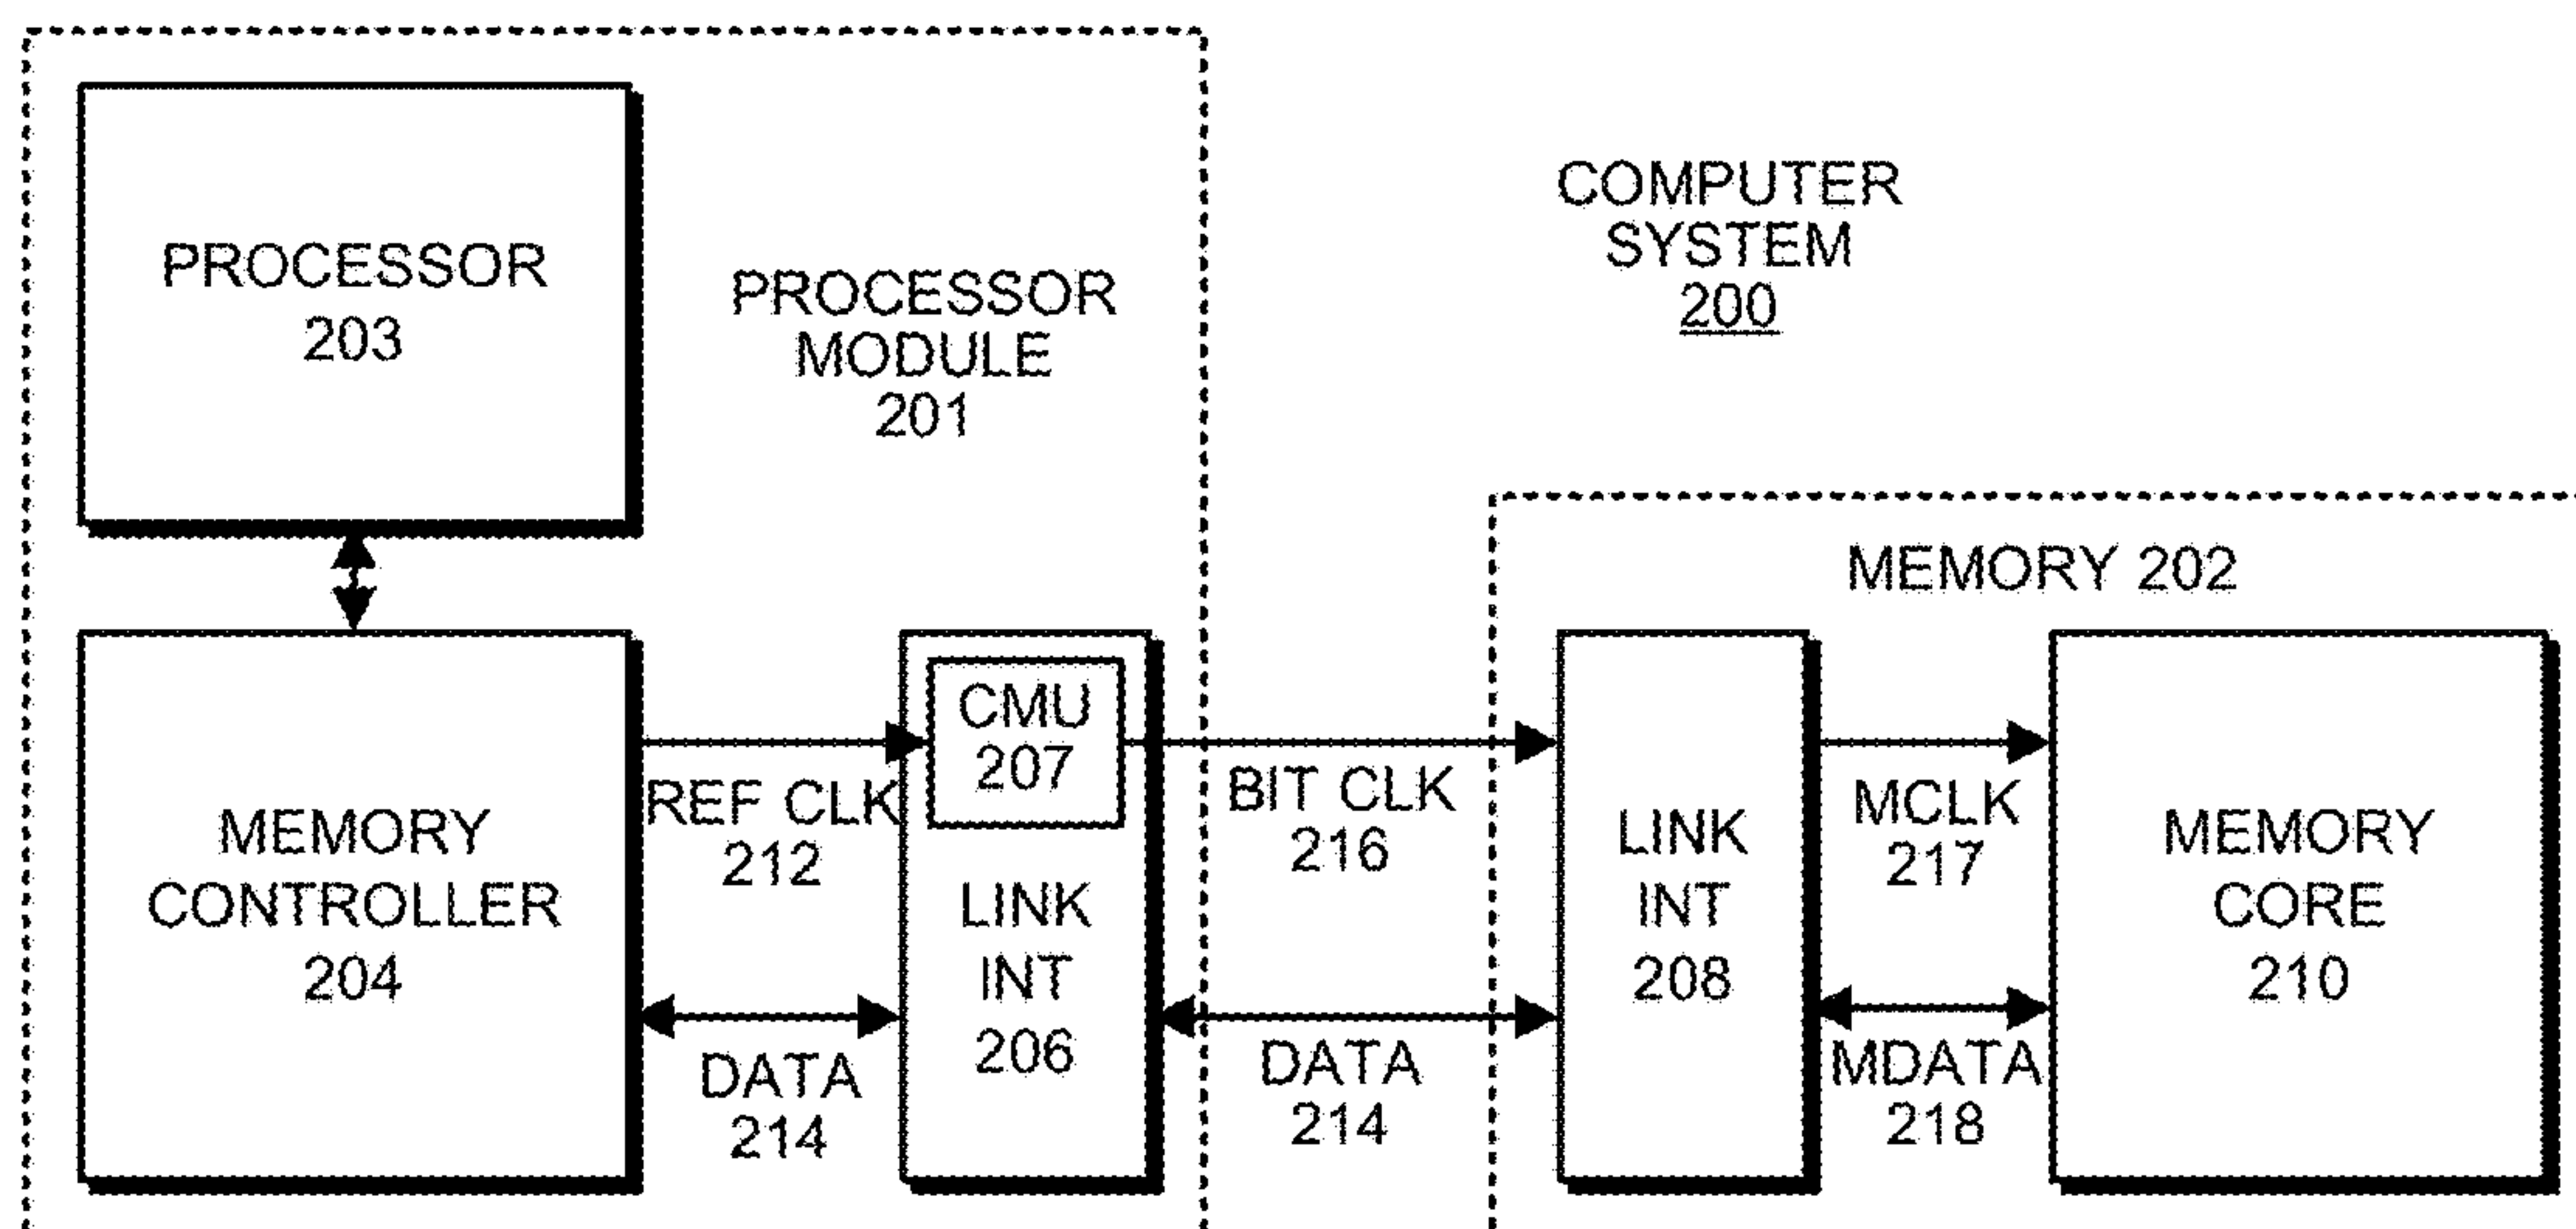 PROCESSOR
203
PROCESSOR
MODULE
201
COMPUTER
SYSTEM
200
MEMORY 202
MEMORY
CONTROLLER
204
REF CLK
212
DATA
214
CMU
207
LINK
INT
206
BIT CLK
216
DATA
214
LINK
INT
208
MCLK
217
MDATA
218
MEMORY
CORE
210